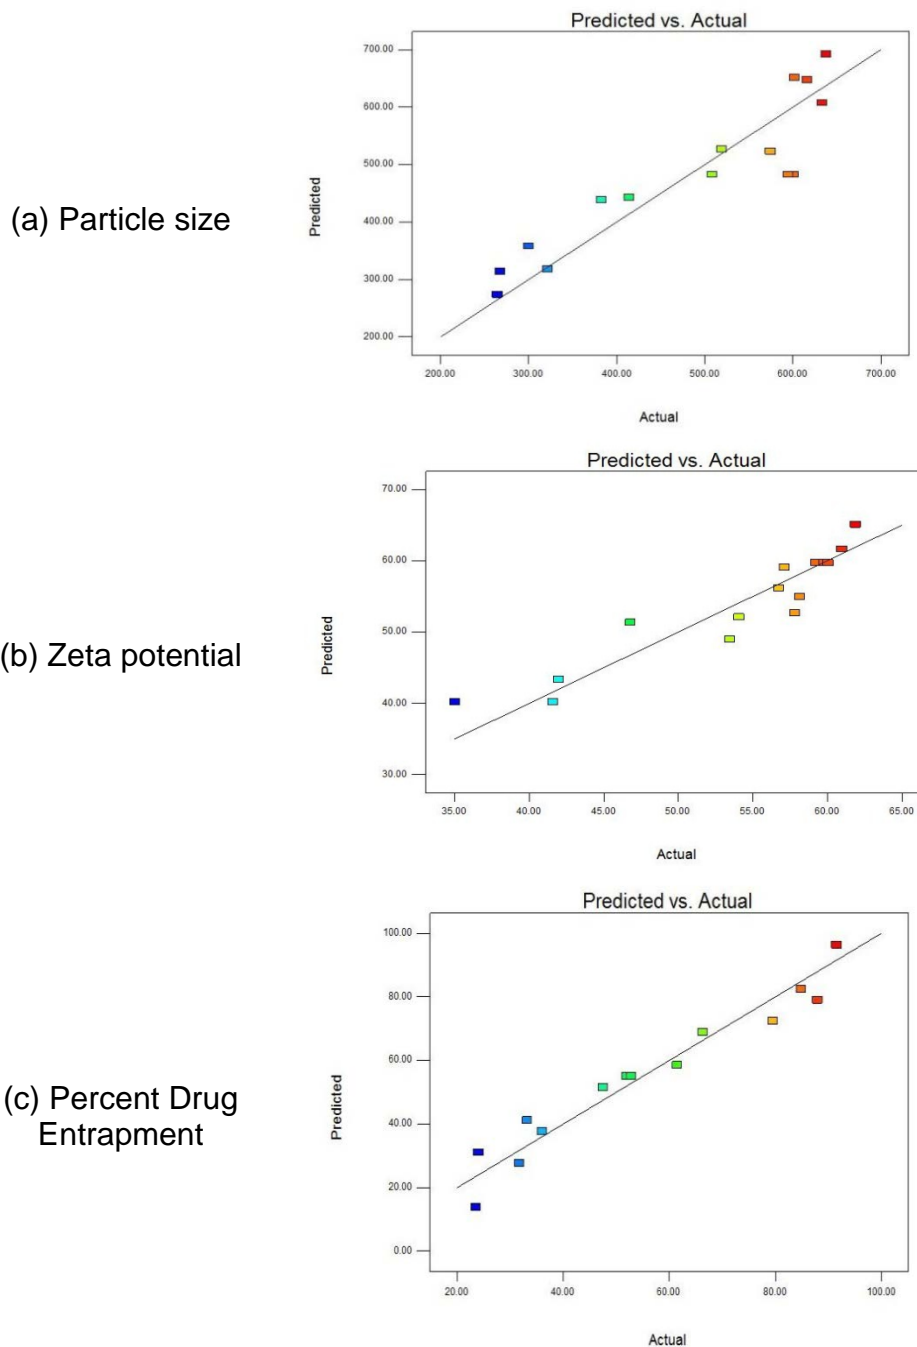 Predicted vs. Actual
(a) Particle size
Predicted
700.00
600.00
500.00
400.00
300.00
200.00
200.00 300.00 400.00 500.00 600.00 700.00
Actual
Predicted vs. Actual
(b) Zeta potential
Predicted
70.00
60.00
50.00
40.00
30.00
35.00 40.00 45.00 50.00 55.00 60.00 65.00
Actual
Predicted vs. Actual
(c) Percent Drug
Entrapment
Predicted
100.00
80.00
60.00
40.00
20.00
0.00
20.00 40.00 60.00 80.00 100.00
Actual